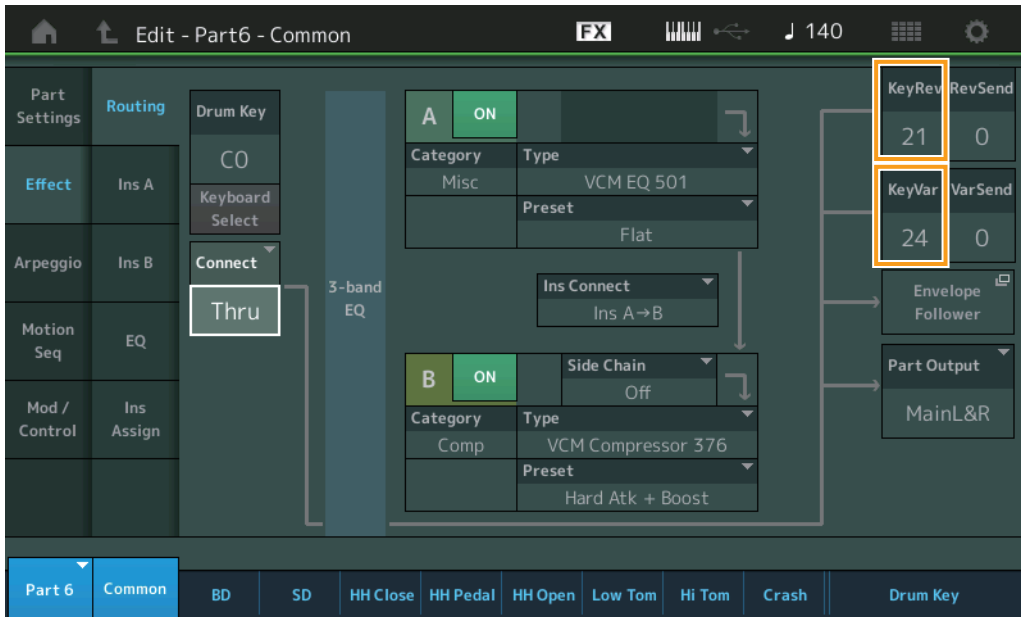 Edit - Part6 - Common
FX
♩ 140
Part
Settings
Effect
Arpeggio
Motion
Seq
Mod /
Control
Routing
Ins A
Ins B
EQ
Ins
Assign
Drum Key
C0
Keyboard
Select
Connect
Thru
3-band
EQ
A
ON
Category
Misc
Type
VCM EQ 501
Preset
Flat
Ins Connect
Ins A→B
B
ON
Side Chain
Off
Category
Comp
Type
VCM Compressor 376
Preset
Hard Atk + Boost
KeyRev
21
RevSend
0
KeyVar
24
VarSend
0
Envelope
Follower
Part Output
MainL&R
Part 6
Common
BD
SD
HH Close
HH Pedal
HH Open
Low Tom
Hi Tom
Crash
Drum Key